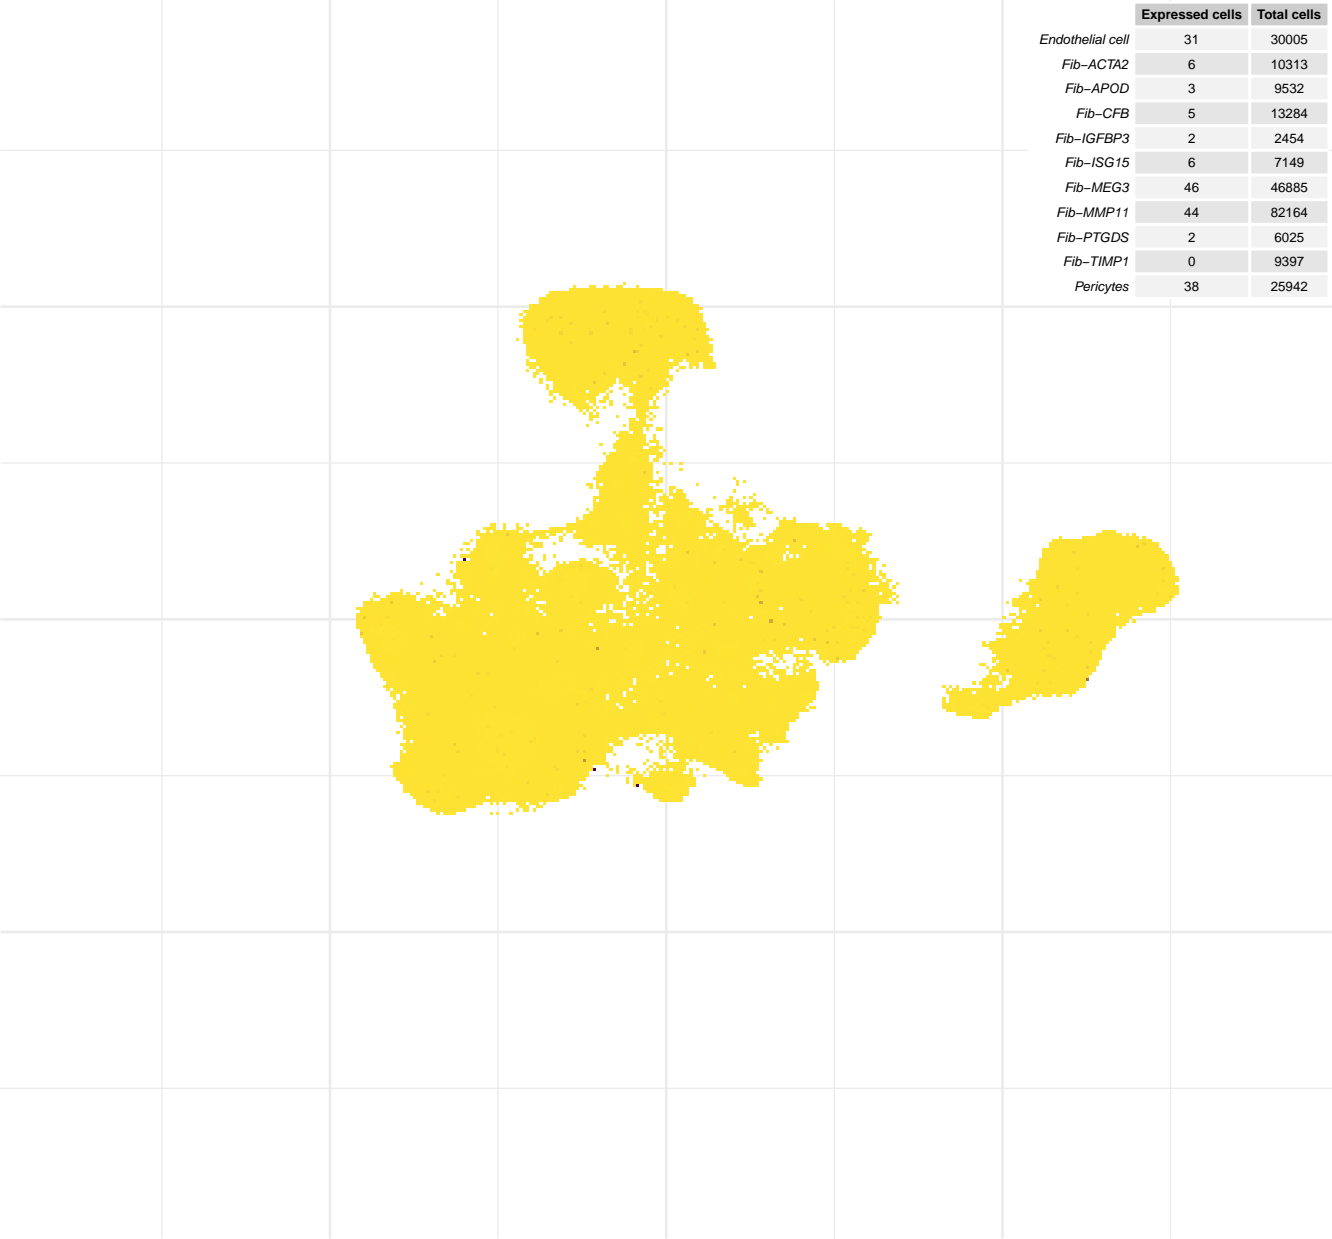 Expressed cells Total cells
Endothelial cell 31 30005
Fib−ACTA2 6 10313
Fib−APOD 3 9532
Fib−CFB 5 13284
Fib−IGFBP3 2 2454
Fib−ISG15 6 7149
Fib−MEG3 46 46885
Fib−MMP11 44 82164
Fib−PTGDS 2 6025
Fib−TIMP1 0 9397
Pericytes 38 25942